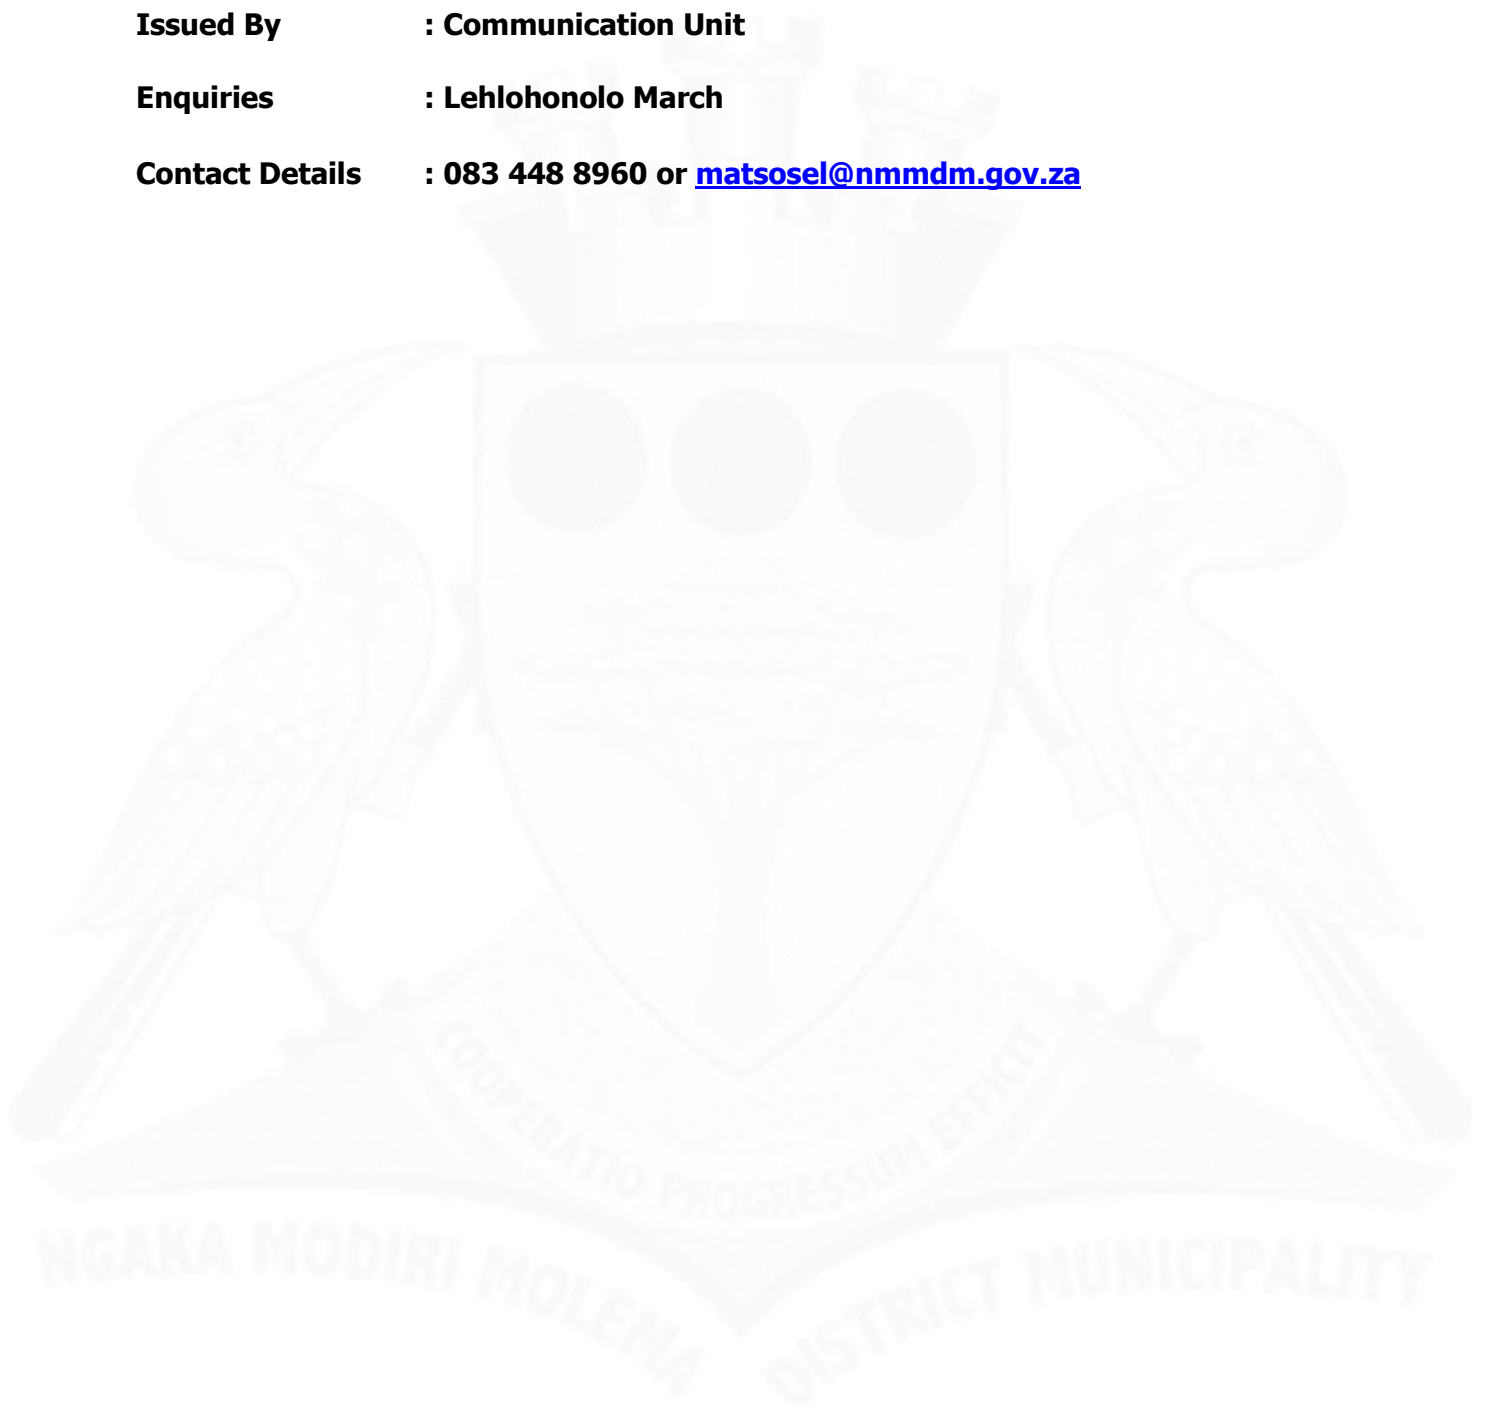 Issued By : Communication Unit
Enquiries : Lehlohonolo March
Contact Details : 083 448 8960 or matsosel@nmmdm.gov.za
COOPERATIO PROGRESSUM EFFICIT
NGAKA MODIRI MOLEMA DISTRICT MUNICIPALITY